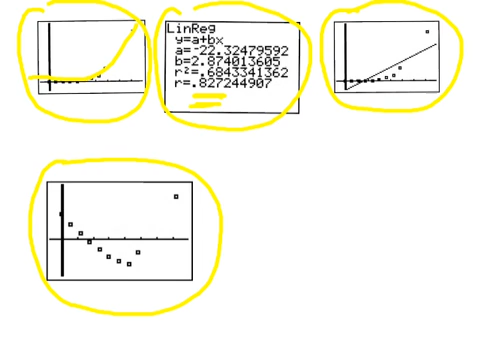 LinReg
y=a+bx
a=-22.32479592
b=2.874013605
r²=.6843341362
r=.827244907